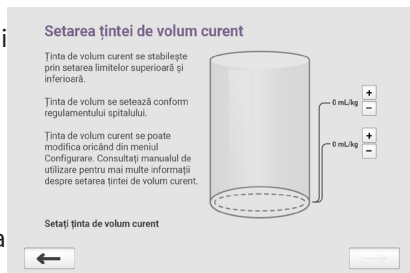 i
Setarea țintei de volum curent
Ținta de volum curent se stabilește
prin setarea limitelor superioară și
inferioară.
Ținta de volum se setează conform
regulamentului spitalului.
Ținta de volum curent se poate
modifica oricând din meniul
Configurare. Consultați manualul de
utilizare pentru mai multe informații
despre setarea țintei de volum curent.
+
0 mL/kg
−
+
0 mL/kg
−
Setați ținta de volum curent
a